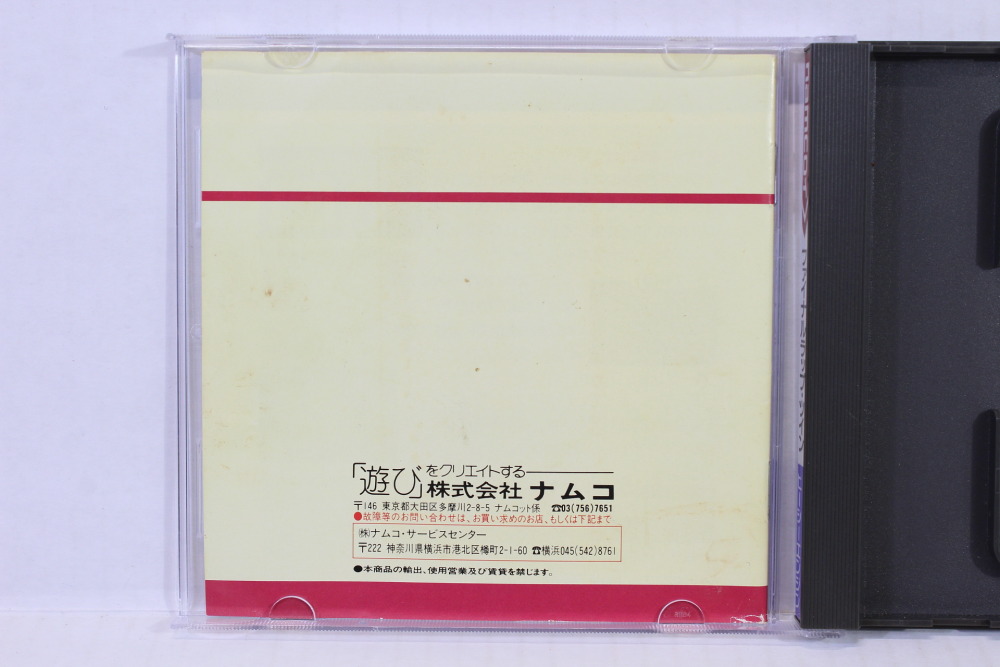 「遊び」をクリエイトする
株式会社 ナムコ
〒146 東京都大田区多摩川2-8-5 ナムコット係 ☎03(756)7651
●故障等のお問い合わせは、お買い求めのお店、もしくは下記まで
㈱ナムコ・サービスセンター
〒222 神奈川県横浜市港北区樽町2-1-60 ☎横浜045(542)8761
●本商品の輸出、使用営業及び賃貸を禁じます。